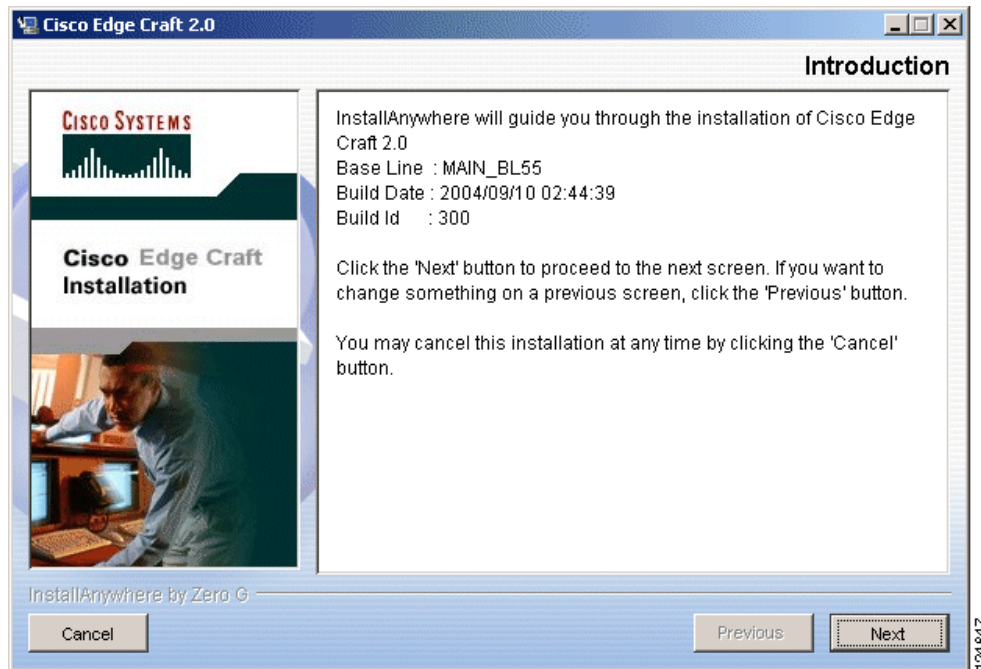 Cisco Edge Craft 2.0
Introduction
CISCO SYSTEMS
Cisco Edge Craft
Installation
InstallAnywhere will guide you through the installation of Cisco Edge
Craft 2.0
Base Line : MAIN_BL55
Build Date : 2004/09/10 02:44:39
Build Id : 300
Click the 'Next' button to proceed to the next screen. If you want to
change something on a previous screen, click the 'Previous' button.
You may cancel this installation at any time by clicking the 'Cancel'
button.
InstallAnywhere by Zero G
Cancel
Previous
Next
121847